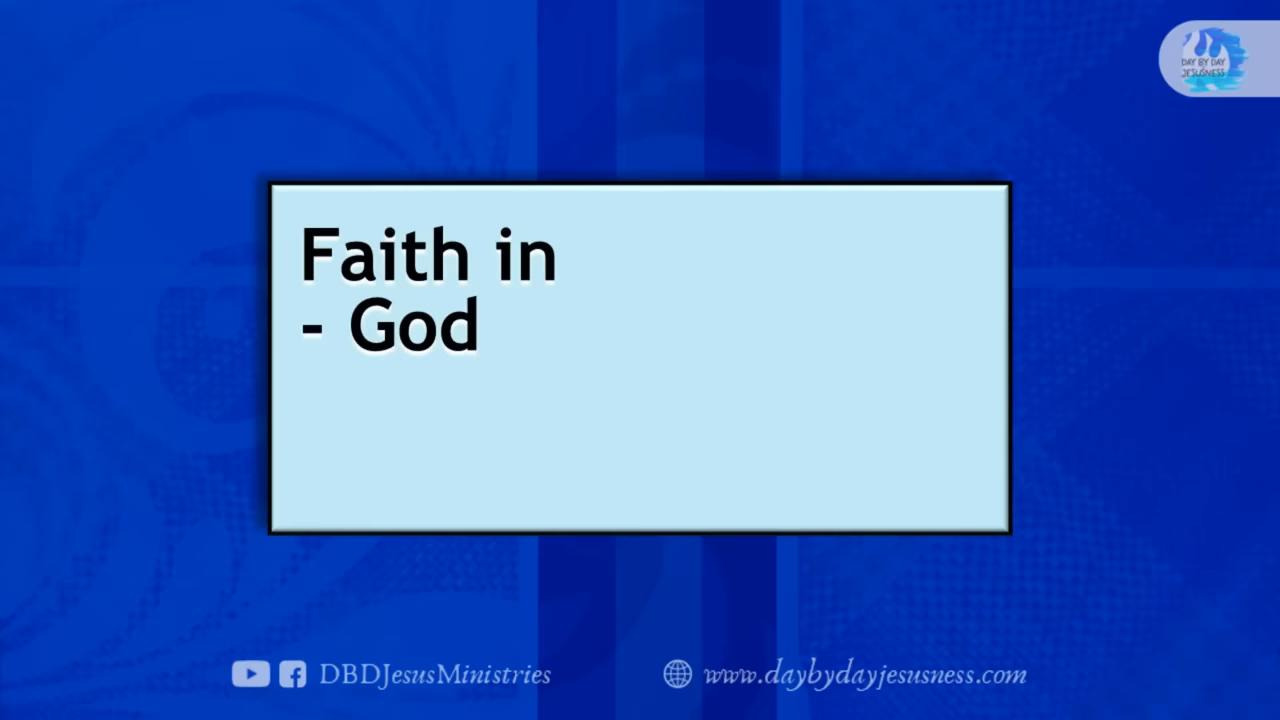 DAY BY DAY
JESUSNESS
Faith in
- God
DBDJesusMinistries
www.daybydayjesusness.com